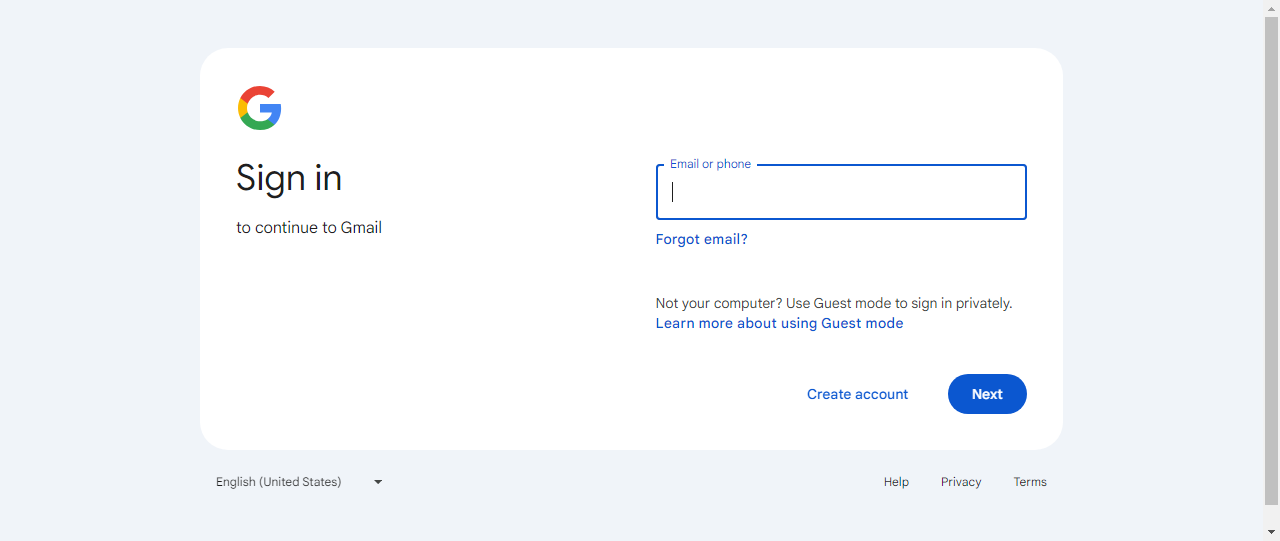 Sign in
to continue to Gmail
Email or phone
Forgot email?
Not your computer? Use Guest mode to sign in privately.
Learn more about using Guest mode
Create account
Next
English (United States)
Help
Privacy
Terms